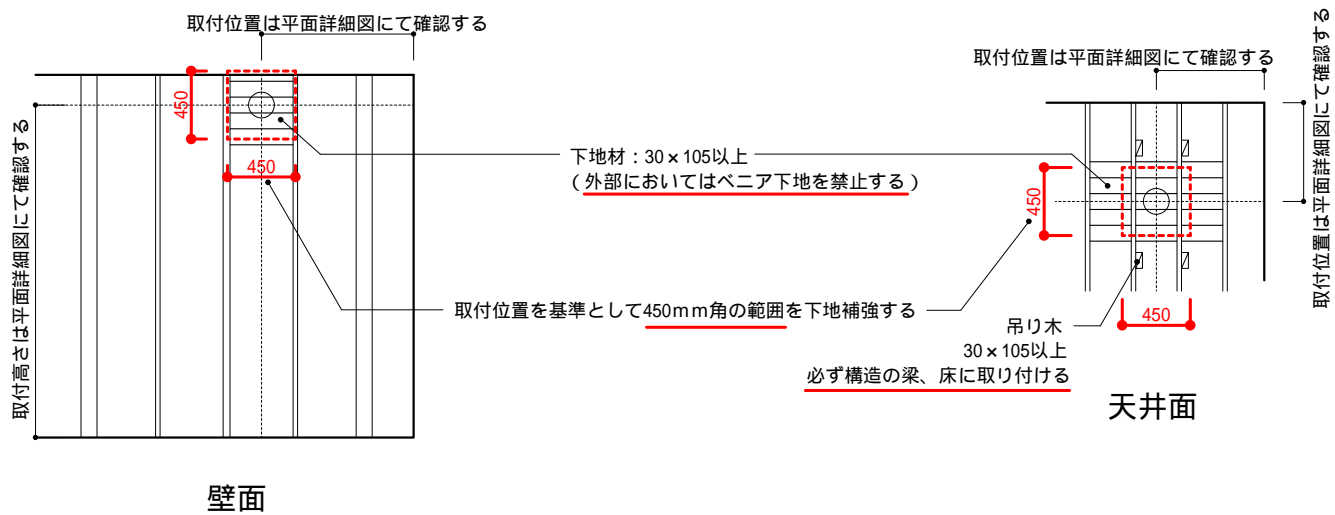 取付位置は平面詳細図にて確認する
取付高さは平面詳細図にて確認する
450
450
壁面
下地材：30×105以上
（外部においてはベニア下地を禁止する）
取付位置を基準として450mm角の範囲を下地補強する
吊り木
30×105以上
必ず構造の梁、床に取り付ける
取付位置は平面詳細図にて確認する
取付位置は平面詳細図にて確認する
450
450
天井面